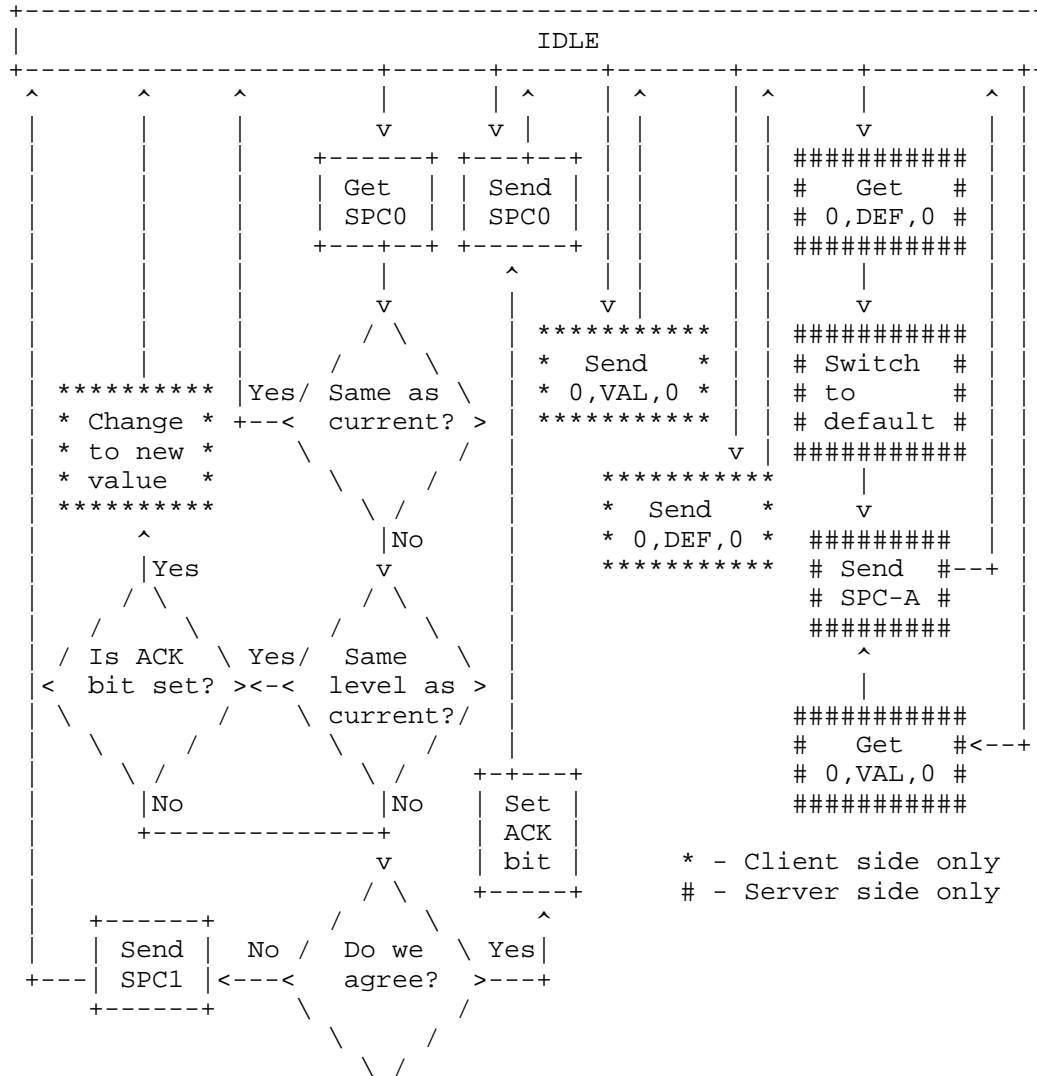 IDLE
Get
SPC0
Send
SPC0
Get
0,DEF,0
Send
0,VAL,0
Switch
to
default
Yes
Same as
current?
Change
to new
value
Send
0,DEF,0
No
Yes
Send
SPC-A
Is ACK
bit set?
Yes
Same
level as
current?
Get
0,VAL,0
No
No
Set
ACK
bit
* - Client side only
# - Server side only
Send
SPC1
No
Do we
agree?
Yes